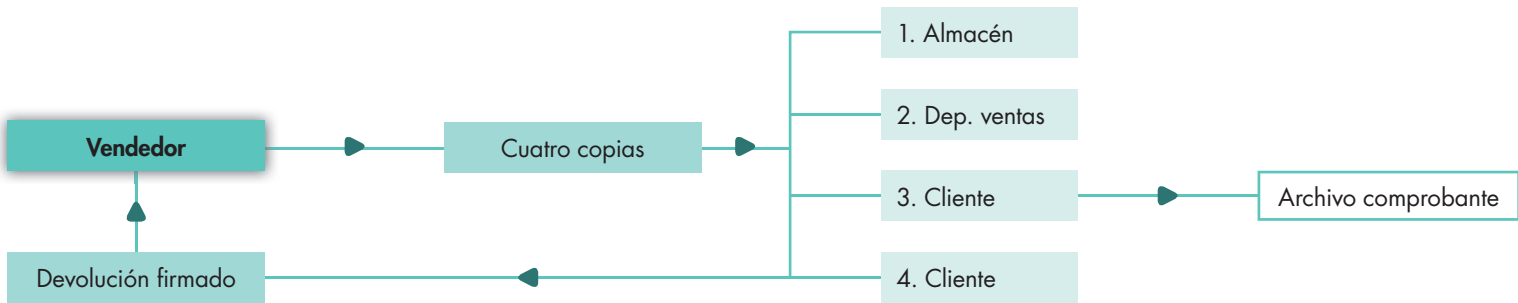 1. Almacén
2. Dep. ventas
Vendedor
Cuatro copias
3. Cliente
Archivo comprobante
Devolución firmado
4. Cliente